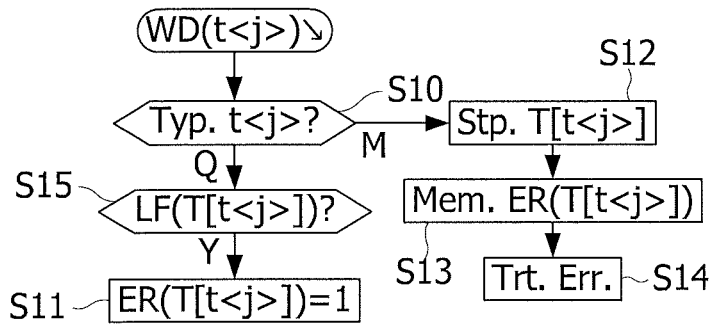 WD(t<j>)↘
S10
Typ. t<j>?
M
Q
S15
LF(T[t<j>])?
Y
S11
ER(T[t<j>])=1
S12
Stp. T[t<j>]
Mem. ER(T[t<j>])
S13
Trt. Err.
S14